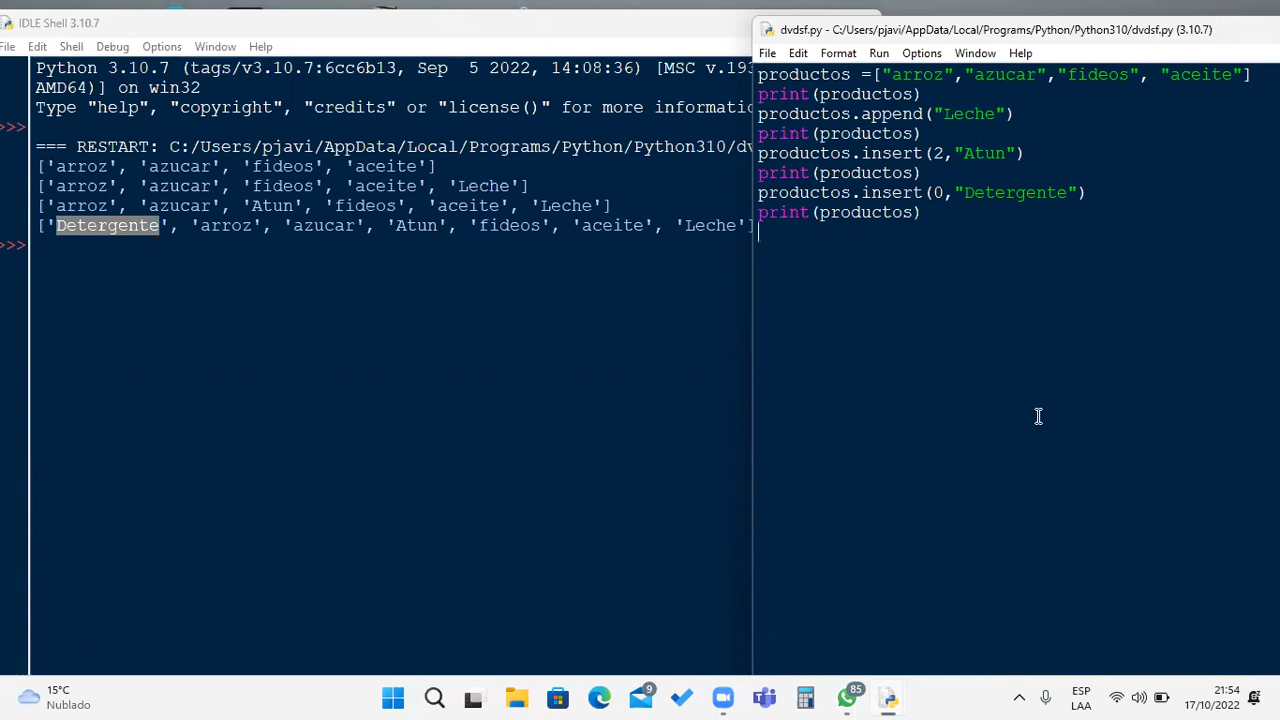 IDLE Shell 3.10.7
File Edit Shell Debug Options Window Help
Python 3.10.7 (tags/v3.10.7:6cc6b13, Sep  5 2022, 14:08:36) [MSC v.193
AMD64)] on win32
Type "help", "copyright", "credits" or "license()" for more informatio
>>>
=== RESTART: C:/Users/pjavi/AppData/Local/Programs/Python/Python310/dv
['arroz', 'azucar', 'fideos', 'aceite']
['arroz', 'azucar', 'fideos', 'aceite', 'Leche']
['arroz', 'azucar', 'Atun', 'fideos', 'aceite', 'Leche']
['Detergente', 'arroz', 'azucar', 'Atun', 'fideos', 'aceite', 'Leche']
>>>
dvdsf.py - C:/Users/pjavi/AppData/Local/Programs/Python/Python310/dvdsf.py (3.10.7)
File Edit Format Run Options Window Help
productos =["arroz","azucar","fideos", "aceite"]
print(productos)
productos.append("Leche")
print(productos)
productos.insert(2,"Atun")
print(productos)
productos.insert(0,"Detergente")
print(productos)
15°C
Nublado
9
85
ESP
LAA
21:54
17/10/2022